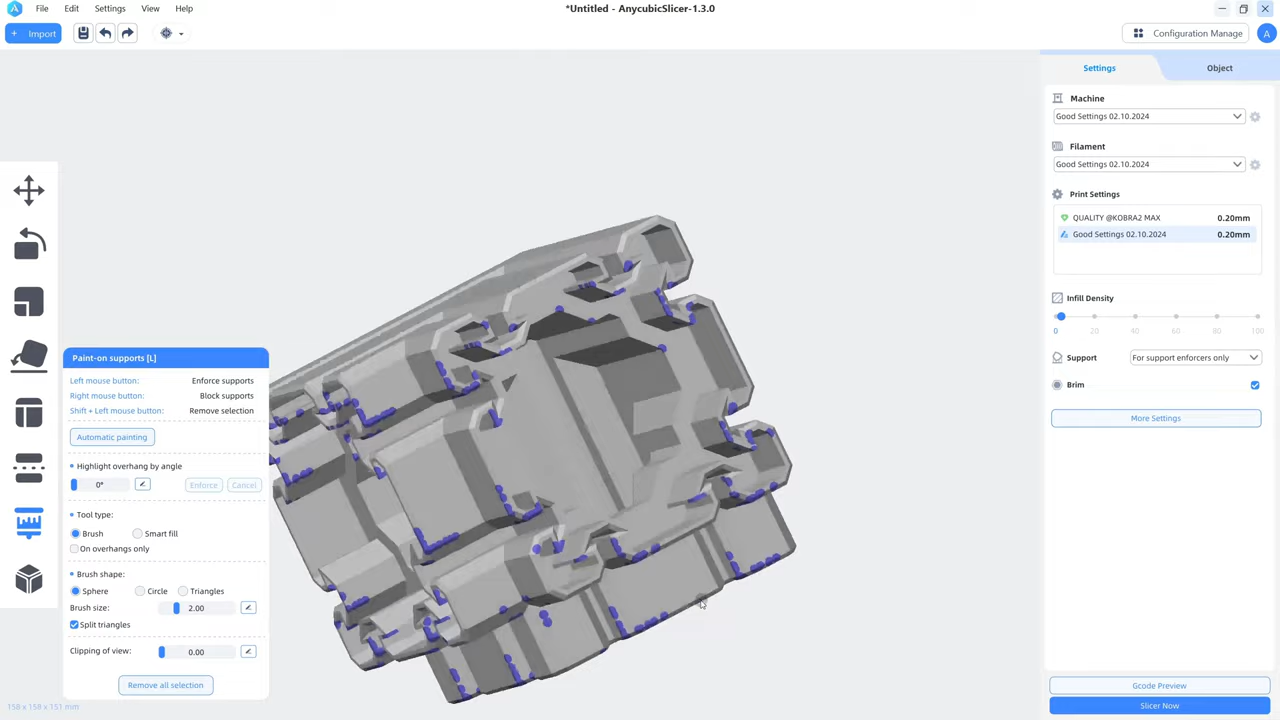 File Edit Settings View Help
*Untitled - AnycubicSlicer-1.3.0
+ Import
Configuration Manage
A
Settings
Object
Machine
Good Settings 02.10.2024
Filament
Good Settings 02.10.2024
Print Settings
QUALITY @KOBRA2 MAX 0.20mm
Good Settings 02.10.2024 0.20mm
Infill Density
0 20 40 60 80 100
Support For support enforcers only
Brim
More Settings
Gcode Preview
Slicer Now
Paint-on supports [L]
Left mouse button: Enforce supports
Right mouse button: Block supports
Shift + Left mouse button: Remove selection
Automatic painting
Highlight overhang by angle
0° Enforce Cancel
Tool type:
Brush Smart fill
On overhangs only
Brush shape:
Sphere Circle Triangles
Brush size: 2.00
Split triangles
Clipping of view: 0.00
Remove all selection
158 x 158 x 151 mm